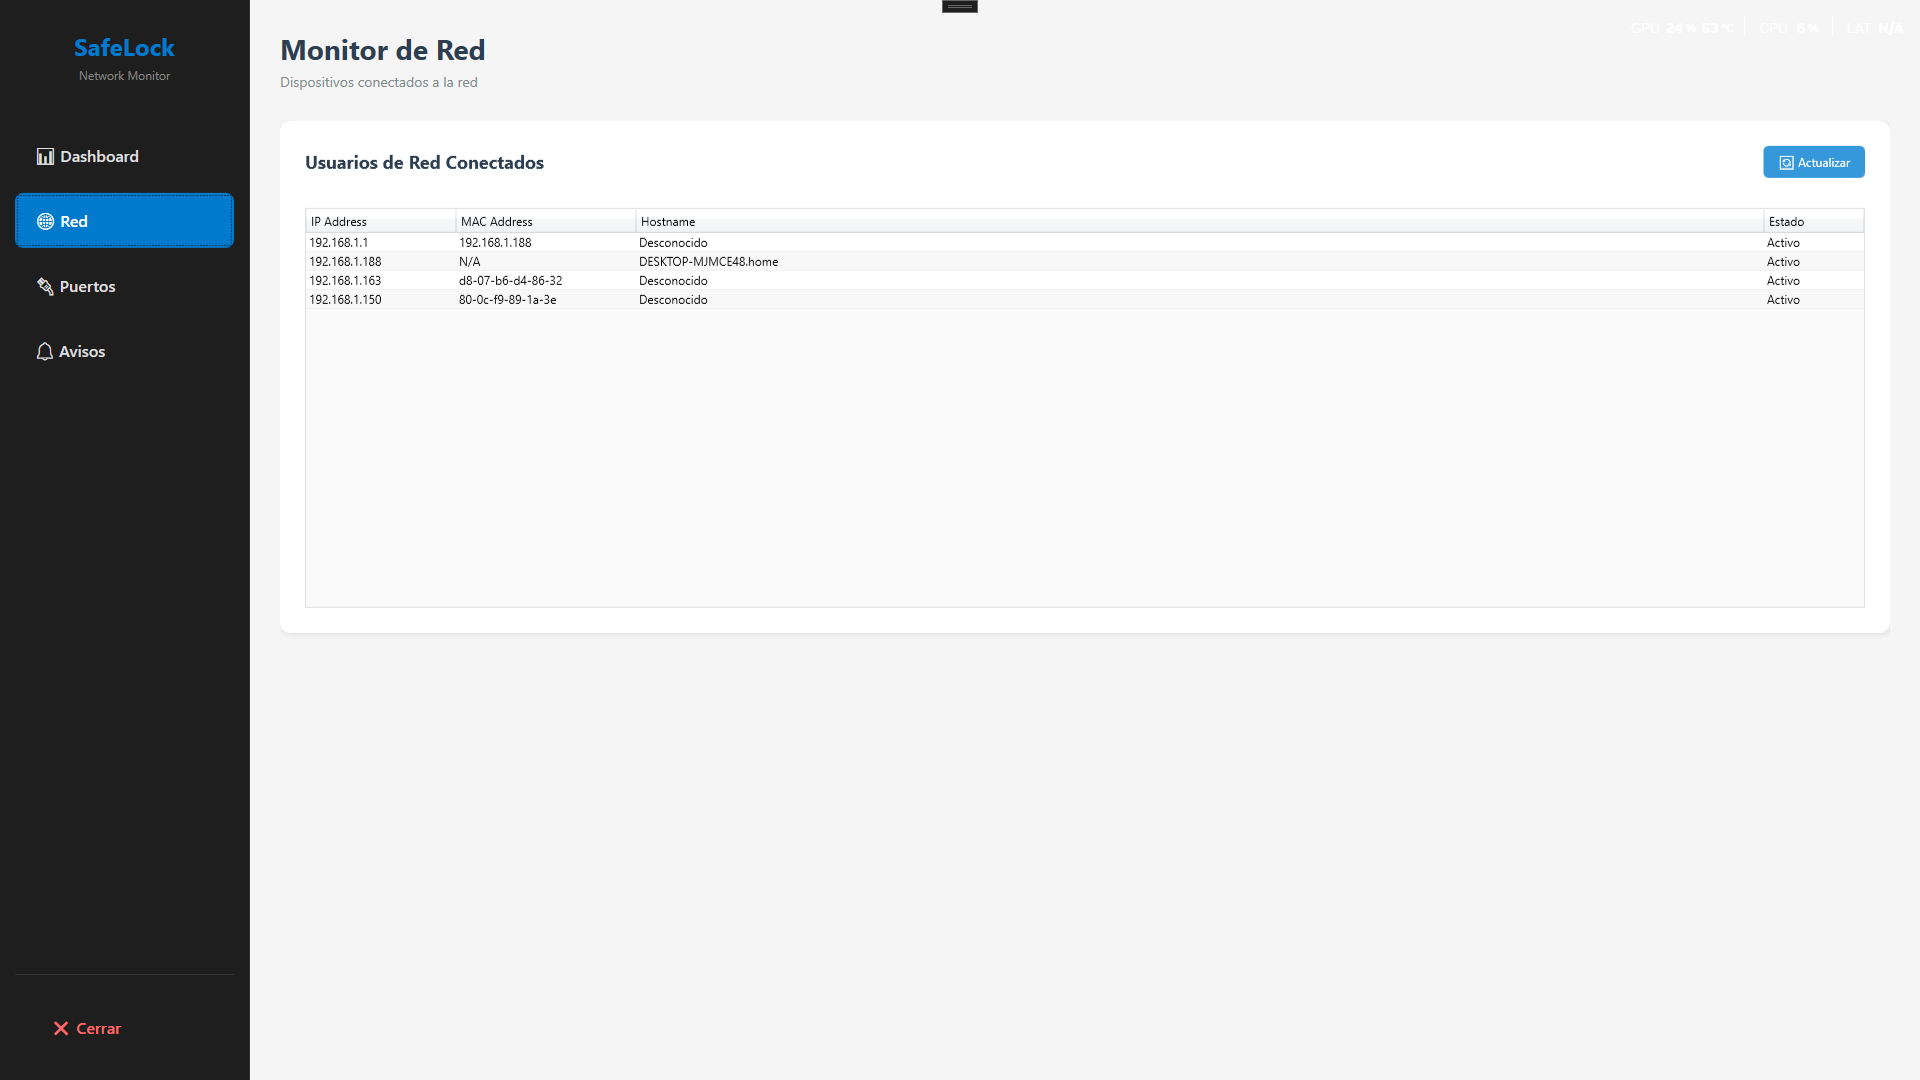 SafeLock
Network Monitor
Dashboard
Red
Puertos
Avisos
Cerrar
GPU 24% 53°C CPU 6% LAT N/A
Monitor de Red
Dispositivos conectados a la red
Usuarios de Red Conectados
Actualizar
IP Address MAC Address Hostname Estado
192.168.1.1 192.168.1.188 Desconocido Activo
192.168.1.188 N/A DESKTOP-MJMCE48.home Activo
192.168.1.163 d8-07-b6-d4-86-32 Desconocido Activo
192.168.1.150 80-0c-f9-89-1a-3e Desconocido Activo